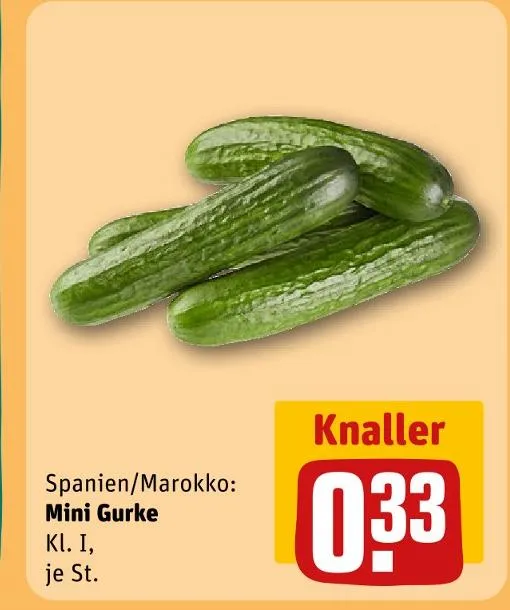 Spanien/Marokko:
Mini Gurke
Kl. I,
je St.
Knaller
0.33